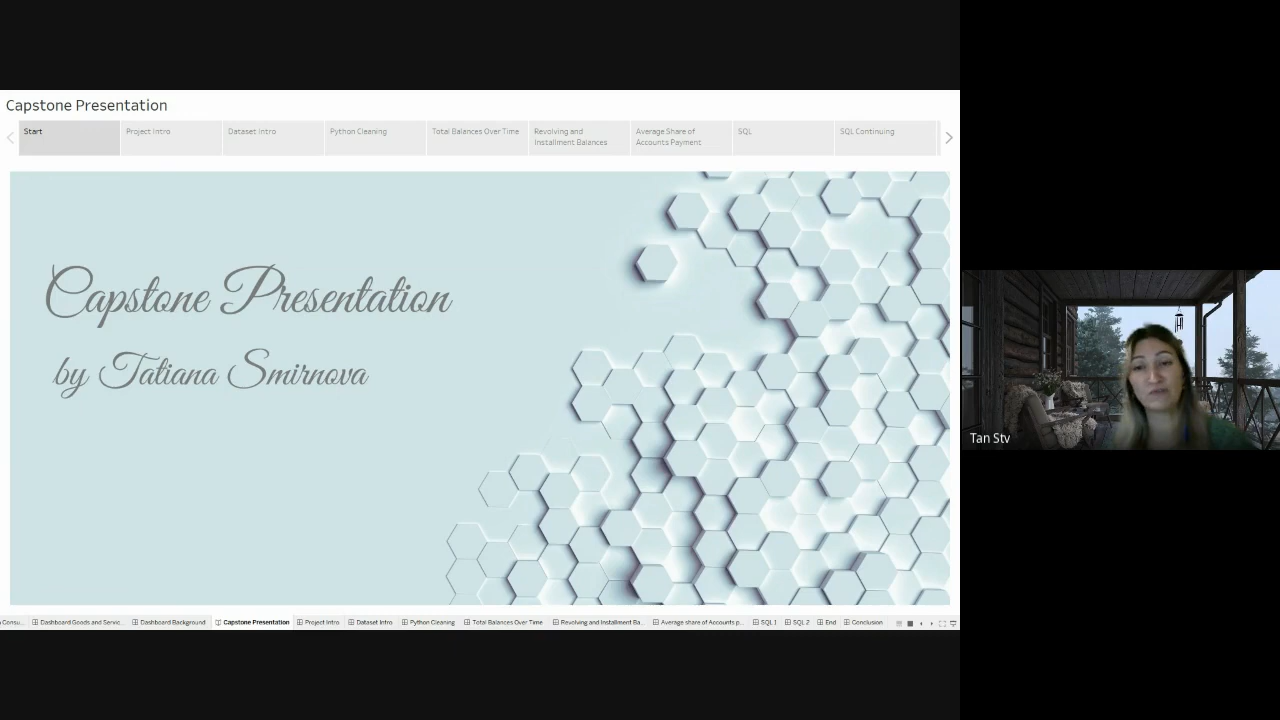 Capstone Presentation
Start
Project Intro
Dataset Intro
Python Cleaning
Total Balances Over Time
Revolving and
Installment Balances
Average Share of
Accounts Payment
SQL
SQL Continuing
Capstone Presentation
by Tatiana Smirnova
Tan Stv
Consu...
Dashboard Goods and Servic...
Dashboard Background
Capstone Presentation
Project Intro
Dataset Intro
Python Cleaning
Total Balances Over Time
Revolving and Installment Ba...
Average share of Accounts p...
SQL 1
SQL 2
End
Conclusion